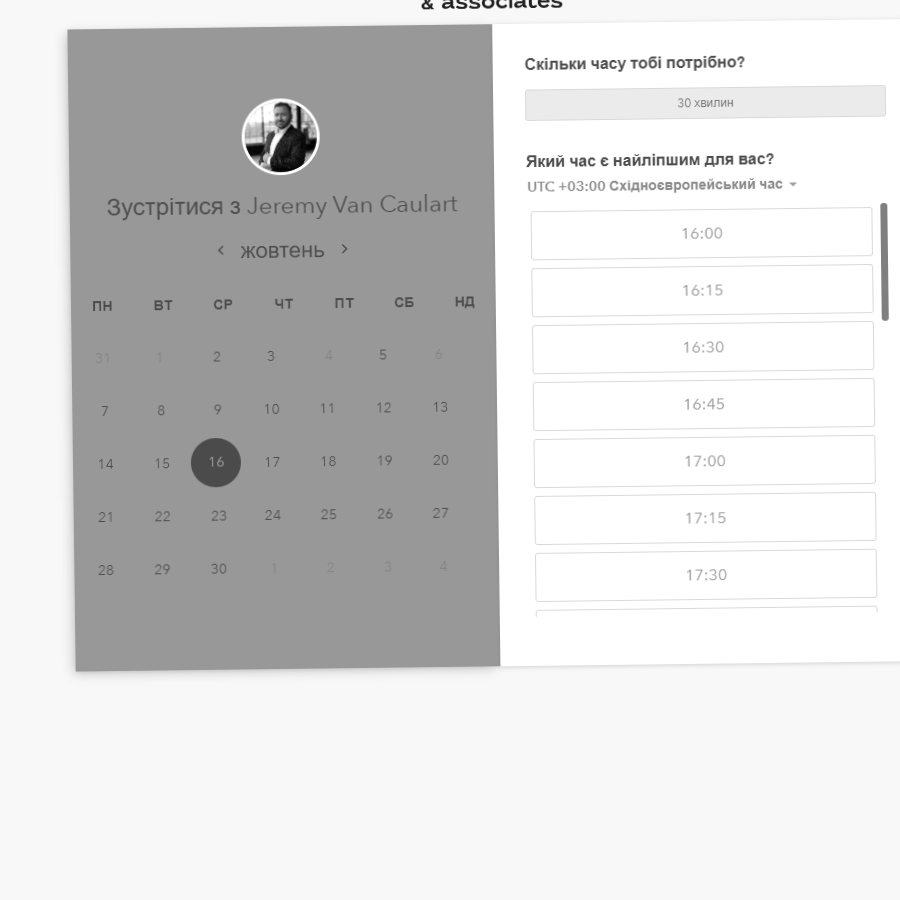 & associates
Зустрітися з Jeremy Van Caulart
жовтень
ПН ВТ СР ЧТ ПТ СБ НД
31 1 2 3 4 5 6
7 8 9 10 11 12 13
14 15 16 17 18 19 20
21 22 23 24 25 26 27
28 29 30 1 2 3 4
Скільки часу тобі потрібно?
30 хвилин
Який час є найліпшим для вас?
UTC +03:00 Східноєвропейський час
16:00
16:15
16:30
16:45
17:00
17:15
17:30